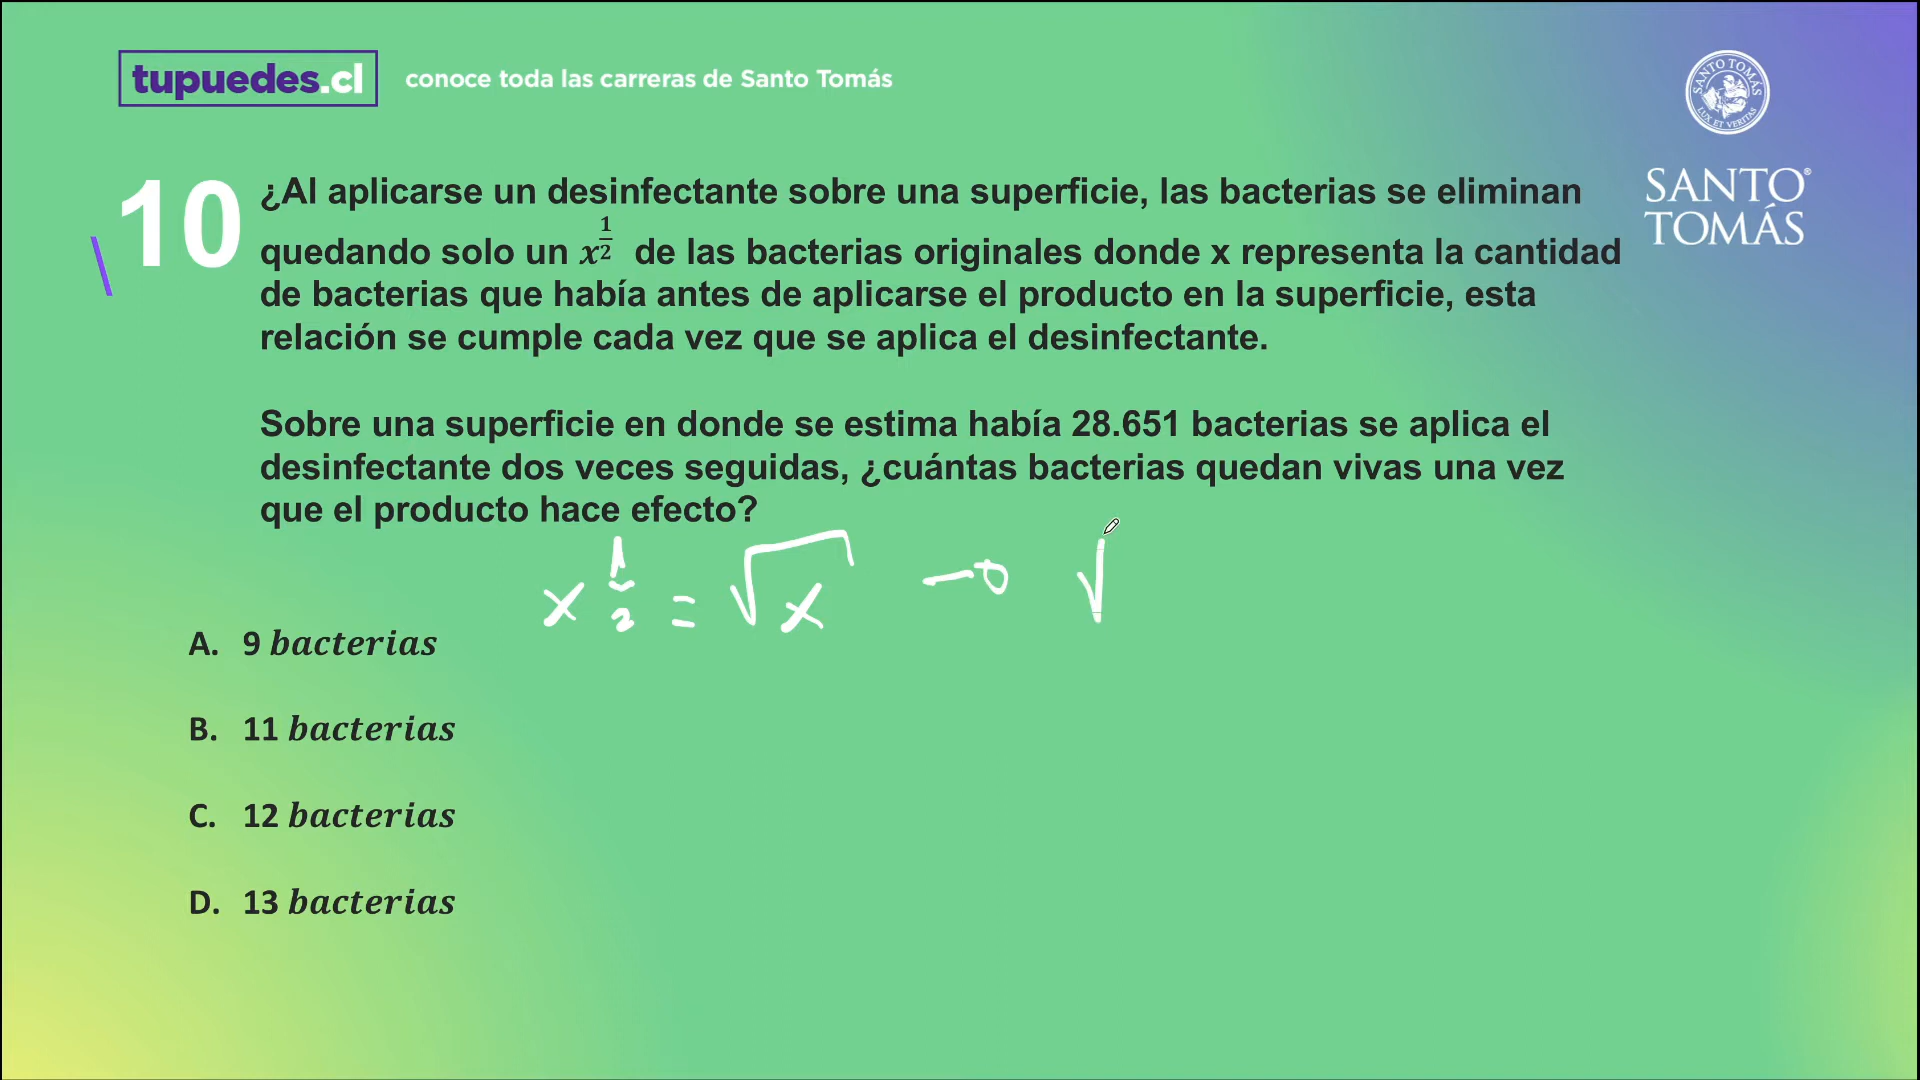 tupuedes.cl conoce toda las carreras de Santo Tomás
SANTO TOMÁS
LUX ET VERITAS
SANTO
TOMÁS
10
¿Al aplicarse un desinfectante sobre una superficie, las bacterias se eliminan
quedando solo un x^(1/2) de las bacterias originales donde x representa la cantidad
de bacterias que había antes de aplicarse el producto en la superficie, esta
relación se cumple cada vez que se aplica el desinfectante.
Sobre una superficie en donde se estima había 28.651 bacterias se aplica el
desinfectante dos veces seguidas, ¿cuántas bacterias quedan vivas una vez
que el producto hace efecto?
x^(1/2) = √x → √
A. 9 bacterias
B. 11 bacterias
C. 12 bacterias
D. 13 bacterias